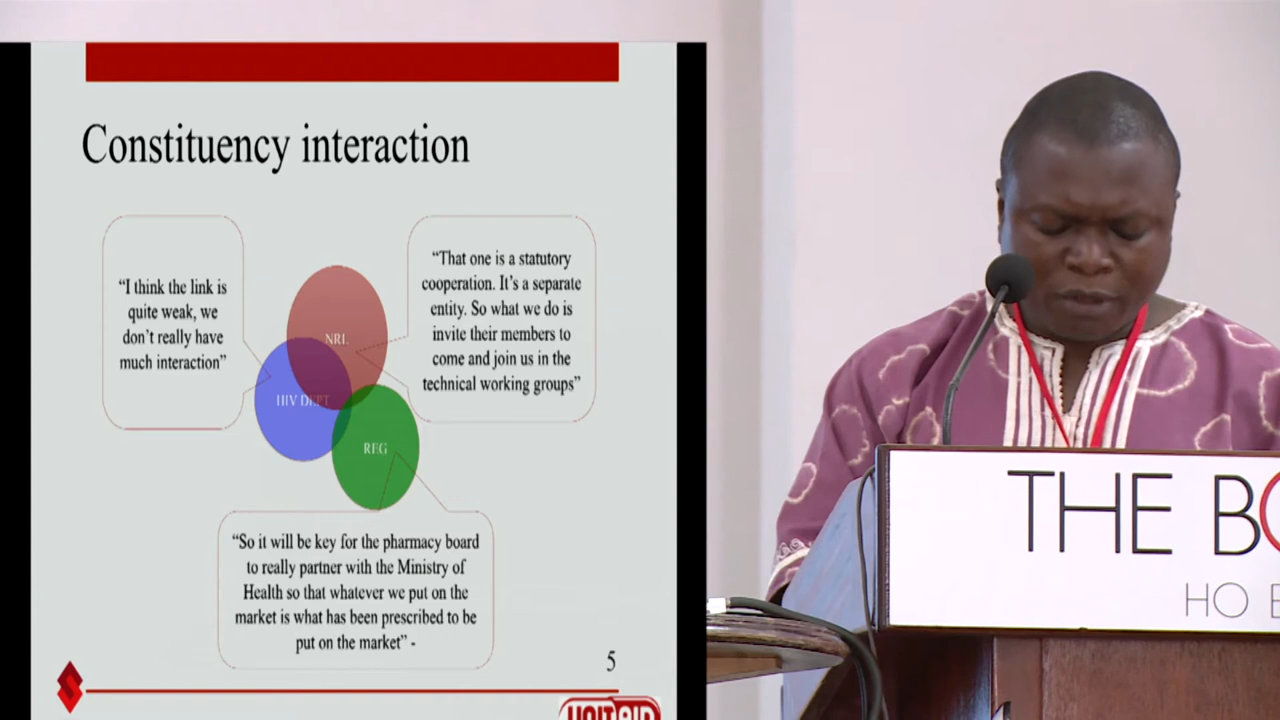 Constituency interaction
“I think the link is
quite weak, we
don’t really have
much interaction”
“That one is a statutory
cooperation. It’s a separate
entity. So what we do is
invite their members to
come and join us in the
technical working groups”
NRL
HIV DEPT
REG
“So it will be key for the pharmacy board
to really partner with the Ministry of
Health so that whatever we put on the
market is what has been prescribed to be
put on the market” -
5
UNITAID
THE BO
HO E